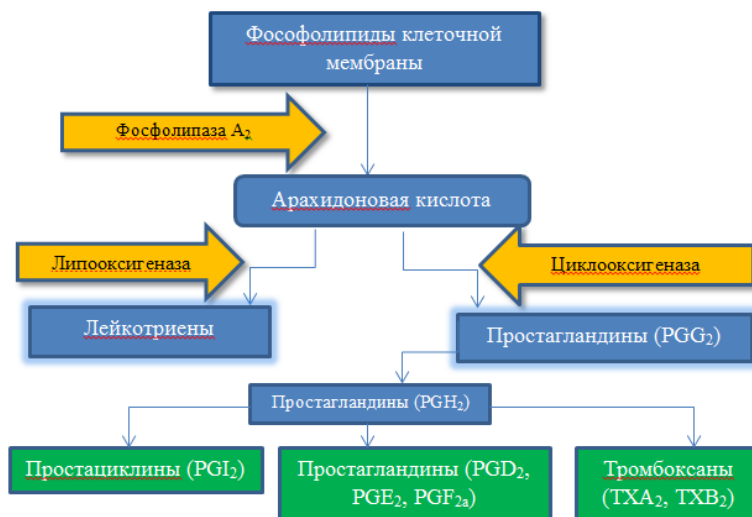 Фософолипиды клеточной
мембраны
Фосфолипаза А₂
Арахидоновая кислота
Липооксигеназа
Циклооксигеназа
Лейкотриены
Простагландины (PGG₂)
Простагландины (PGH₂)
Простациклины (PGI₂)
Простагландины (PGD₂,
PGE₂, PGF₂ₐ)
Тромбоксаны
(TXA₂, TXB₂)